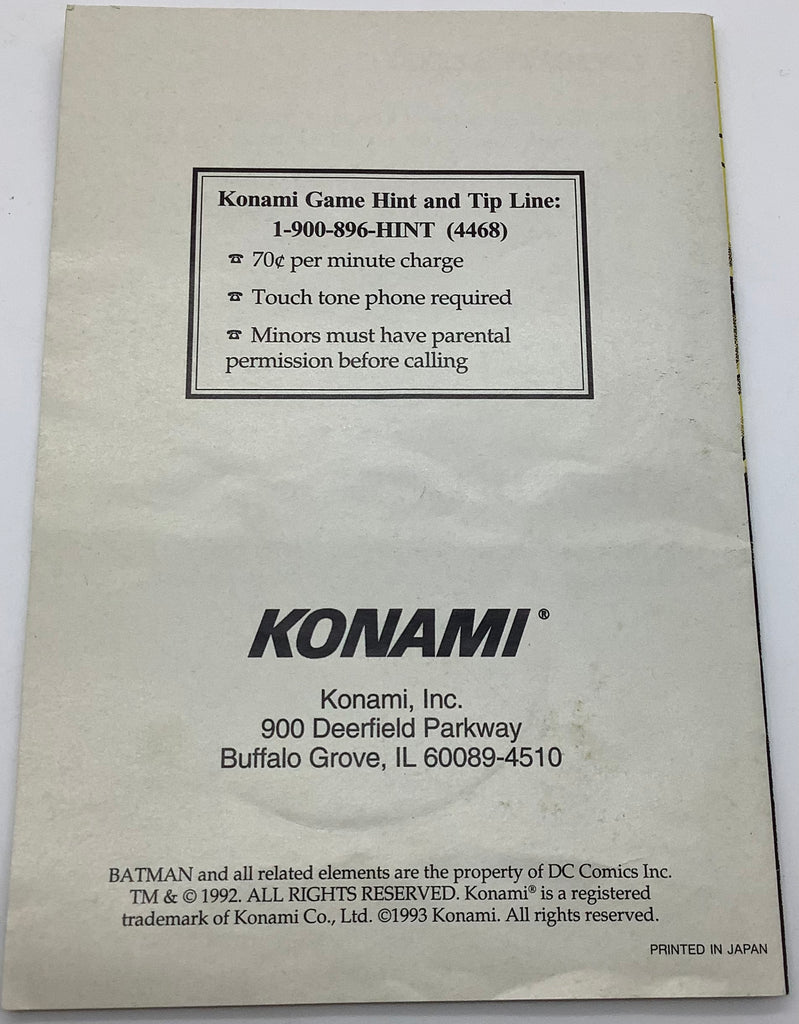 Konami Game Hint and Tip Line:
1-900-896-HINT (4468)
☎ 70¢ per minute charge
☎ Touch tone phone required
☎ Minors must have parental
permission before calling
KONAMI®
Konami, Inc.
900 Deerfield Parkway
Buffalo Grove, IL 60089-4510
BATMAN and all related elements are the property of DC Comics Inc.
TM & © 1992. ALL RIGHTS RESERVED. Konami® is a registered
trademark of Konami Co., Ltd. ©1993 Konami. All rights reserved.
PRINTED IN JAPAN